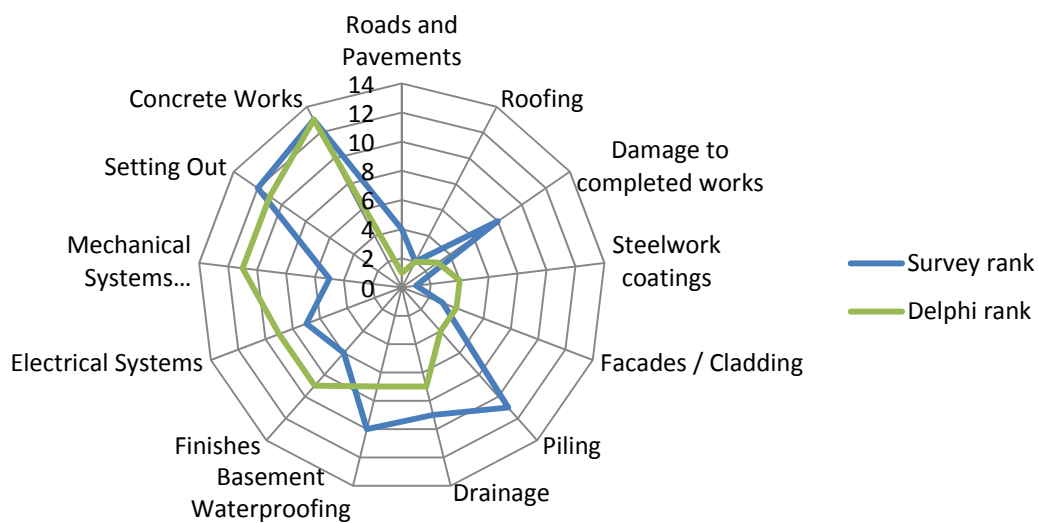 Roads and
Pavements
Roofing
Damage to
completed works
Steelwork
coatings
Facades / Cladding
Piling
Drainage
Basement
Waterproofing
Finishes
Electrical Systems
Mechanical
Systems...
Setting Out
Concrete Works
14
12
10
8
6
4
2
0
Survey rank
Delphi rank